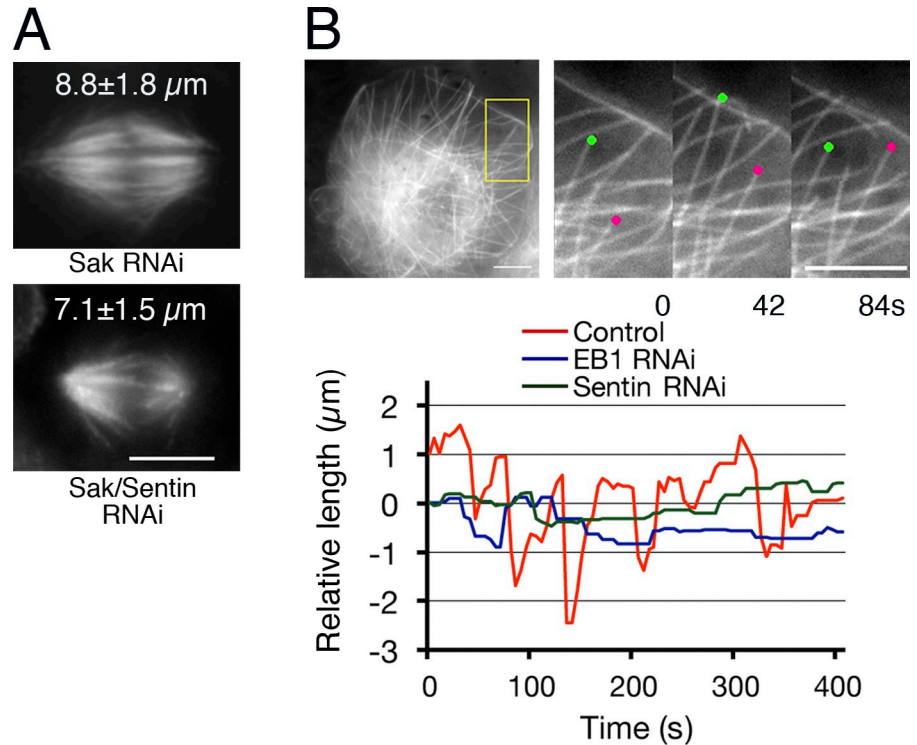 A
8.8±1.8 µm
Sak RNAi
7.1±1.5 µm
Sak/Sentin
RNAi
B
0 42 84s
Control
EB1 RNAi
Sentin RNAi
Relative length (µm)
2
1
0
-1
-2
-3
0 100 200 300 400
Time (s)